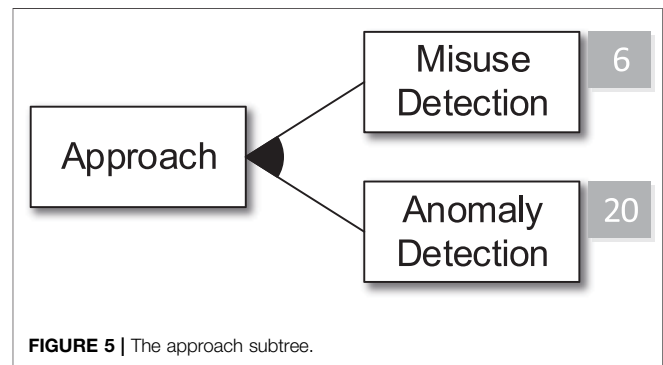 Approach
Misuse
Detection
6
Anomaly
Detection
20
FIGURE 5 | The approach subtree.